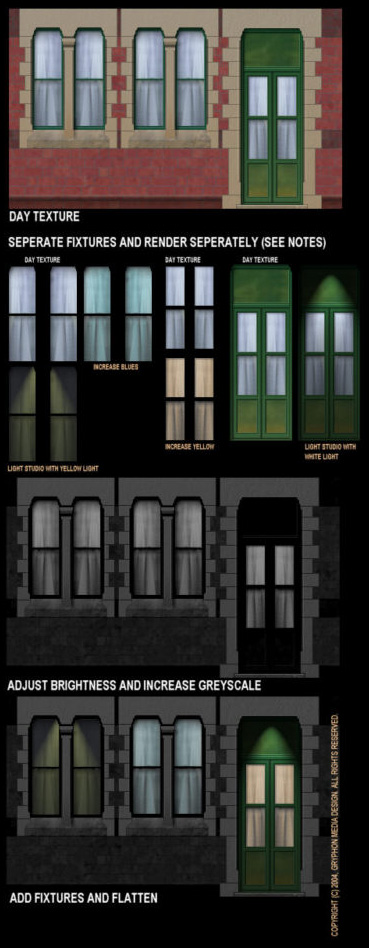 DAY TEXTURE
SEPERATE FIXTURES AND RENDER SEPERATELY (SEE NOTES)
DAY TEXTURE
DAY TEXTURE
DAY TEXTURE
INCREASE BLUES
INCREASE YELLOW
LIGHT STUDIO WITH
WHITE LIGHT
LIGHT STUDIO WITH YELLOW LIGHT
ADJUST BRIGHTNESS AND INCREASE GREYSCALE
ADD FIXTURES AND FLATTEN
COPYRIGHT (C) 2004, GRYPHON MEDIA DESIGN. ALL RIGHTS RESERVED.